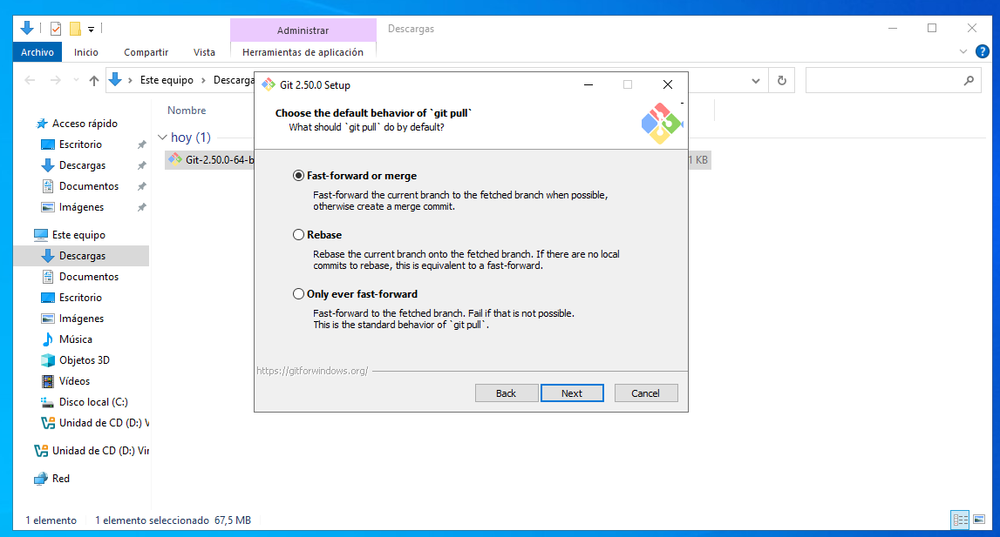 Administrar
Descargas
Archivo
Inicio
Compartir
Vista
Herramientas de aplicación
Este equipo
Descarga
Nombre
hoy (1)
Git-2.50.0-64-b
1 KB
Acceso rápido
Escritorio
Descargas
Documentos
Imágenes
Este equipo
Descargas
Documentos
Escritorio
Imágenes
Música
Objetos 3D
Vídeos
Disco local (C:)
Unidad de CD (D:) V
Unidad de CD (D:) Vir
Red
Git 2.50.0 Setup
Choose the default behavior of `git pull`
What should `git pull` do by default?
Fast-forward or merge
Fast-forward the current branch to the fetched branch when possible,
otherwise create a merge commit.
Rebase
Rebase the current branch onto the fetched branch. If there are no local
commits to rebase, this is equivalent to a fast-forward.
Only ever fast-forward
Fast-forward to the fetched branch. Fail if that is not possible.
This is the standard behavior of `git pull`.
https://gitforwindows.org/
Back
Next
Cancel
1 elemento
1 elemento seleccionado 67,5 MB